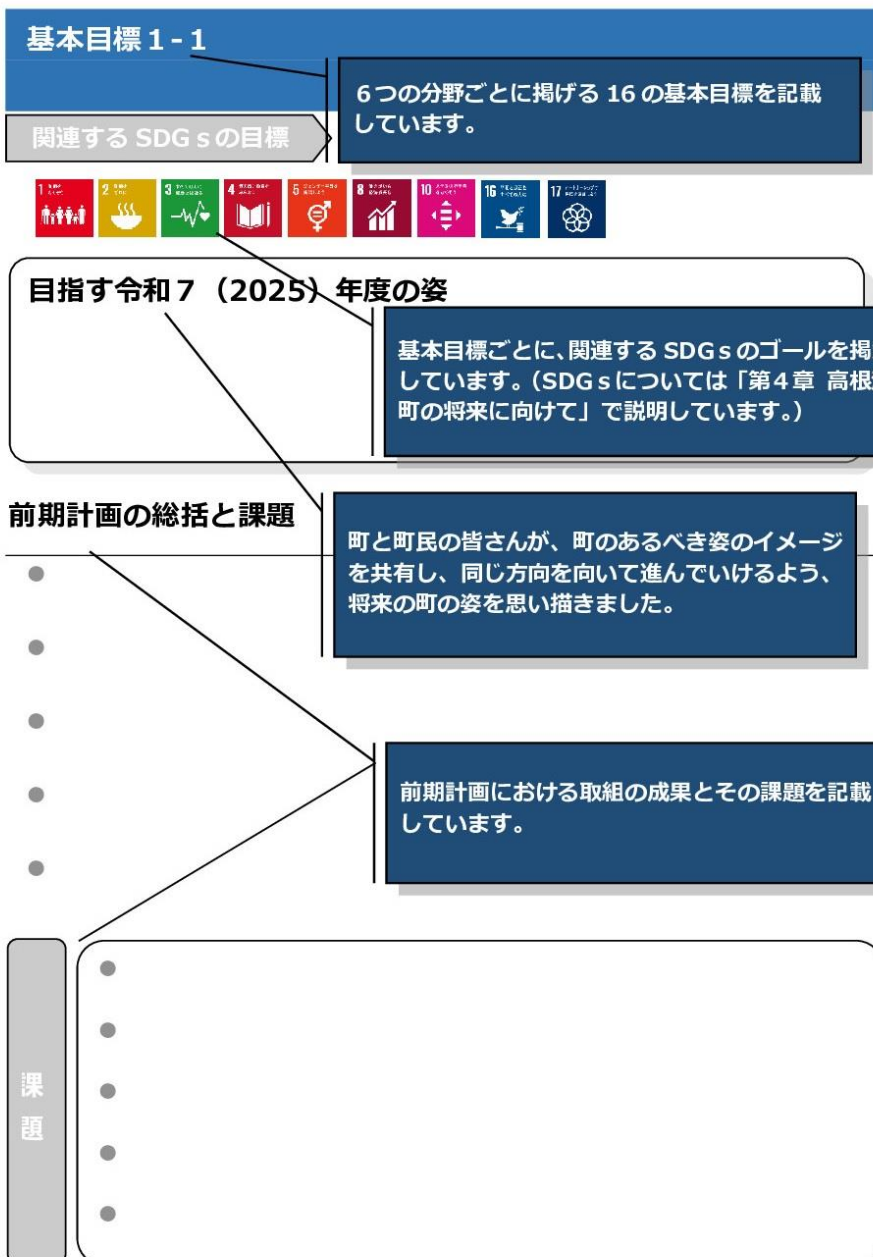 基本目標１-１
６つの分野ごとに掲げる 16 の基本目標を記載
しています。
関連する SDGｓの目標
1
2
3
4
5
8
10
16
17
目指す令和７（2025）年度の姿
基本目標ごとに、関連する SDGｓのゴールを掲
しています。（SDGｓについては「第４章 高根
町の将来に向けて」で説明しています。）
前期計画の総括と課題
町と町民の皆さんが、町のあるべき姿のイメージ
を共有し、同じ方向を向いて進んでいけるよう、
将来の町の姿を思い描きました。
前期計画における取組の成果とその課題を記載
しています。
課
題